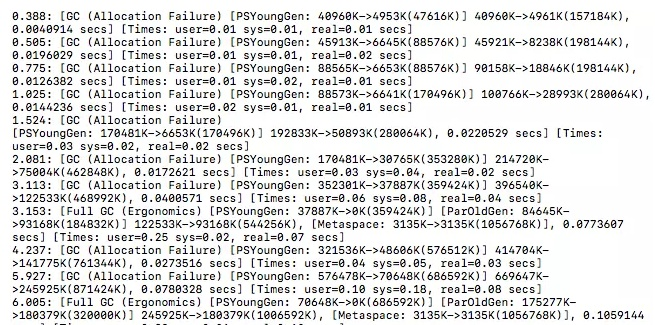 0.388: [GC (Allocation Failure) [PSYoungGen: 40960K->4953K(47616K)] 40960K->4961K(157184K),
0.0040914 secs] [Times: user=0.01 sys=0.01, real=0.01 secs]
0.505: [GC (Allocation Failure) [PSYoungGen: 45913K->6645K(88576K)] 45921K->8238K(198144K),
0.0196029 secs] [Times: user=0.01 sys=0.01, real=0.02 secs]
0.775: [GC (Allocation Failure) [PSYoungGen: 88565K->6653K(88576K)] 90158K->18846K(198144K),
0.0126382 secs] [Times: user=0.01 sys=0.02, real=0.01 secs]
1.025: [GC (Allocation Failure) [PSYoungGen: 88573K->6641K(170496K)] 100766K->28993K(280064K),
0.0144236 secs] [Times: user=0.02 sys=0.01, real=0.01 secs]
1.524: [GC (Allocation Failure)
[PSYoungGen: 170481K->6653K(170496K)] 192833K->50893K(280064K), 0.0220529 secs] [Times:
user=0.03 sys=0.02, real=0.02 secs]
2.081: [GC (Allocation Failure) [PSYoungGen: 170481K->30765K(353280K)] 214720K-
>75004K(462848K), 0.0172621 secs] [Times: user=0.03 sys=0.04, real=0.02 secs]
3.113: [GC (Allocation Failure) [PSYoungGen: 352301K->37887K(359424K)] 396540K-
>122533K(468992K), 0.0400571 secs] [Times: user=0.06 sys=0.08, real=0.04 secs]
3.153: [Full GC (Ergonomics) [PSYoungGen: 37887K->0K(359424K)] [ParOldGen: 84645K-
>93168K(184832K)] 122533K->93168K(544256K), [Metaspace: 3135K->3135K(1056768K)], 0.0773607
secs] [Times: user=0.25 sys=0.02, real=0.07 secs]
4.237: [GC (Allocation Failure) [PSYoungGen: 321536K->48606K(576512K)] 414704K-
>141775K(761344K), 0.0273516 secs] [Times: user=0.04 sys=0.05, real=0.03 secs]
5.927: [GC (Allocation Failure) [PSYoungGen: 576478K->70648K(686592K)] 669647K-
>245925K(871424K), 0.0780328 secs] [Times: user=0.10 sys=0.18, real=0.08 secs]
6.005: [Full GC (Ergonomics) [PSYoungGen: 70648K->0K(686592K)] [ParOldGen: 175277K-
>180379K(320000K)] 245925K->180379K(1006592K), [Metaspace: 3135K->3135K(1056768K)], 0.1059144